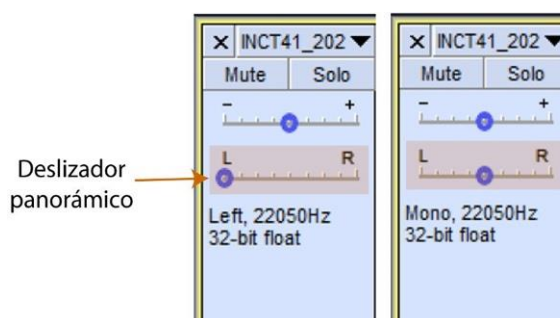 X INCT41_202 ▼
Mute Solo
- +
L R
Left, 22050Hz
32-bit float
Deslizador
panorámico
X INCT41_202 ▼
Mute Solo
- +
L R
Mono, 22050Hz
32-bit float